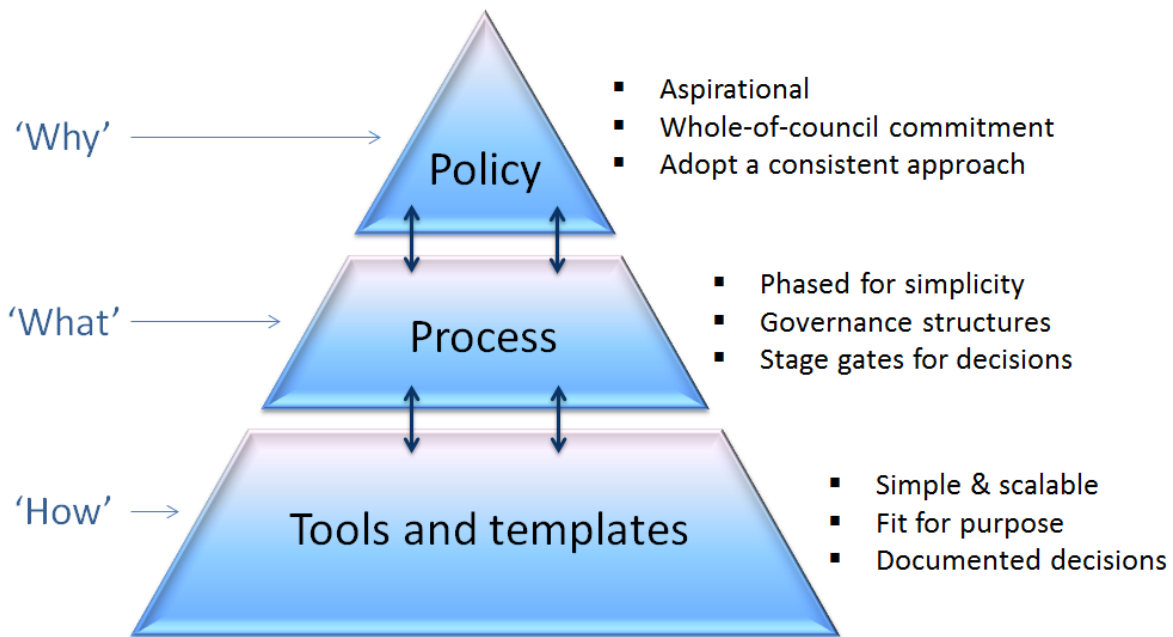 ‘Why’
Policy
▪ Aspirational
▪ Whole-of-council commitment
▪ Adopt a consistent approach
‘What’
Process
▪ Phased for simplicity
▪ Governance structures
▪ Stage gates for decisions
‘How’
Tools and templates
▪ Simple & scalable
▪ Fit for purpose
▪ Documented decisions